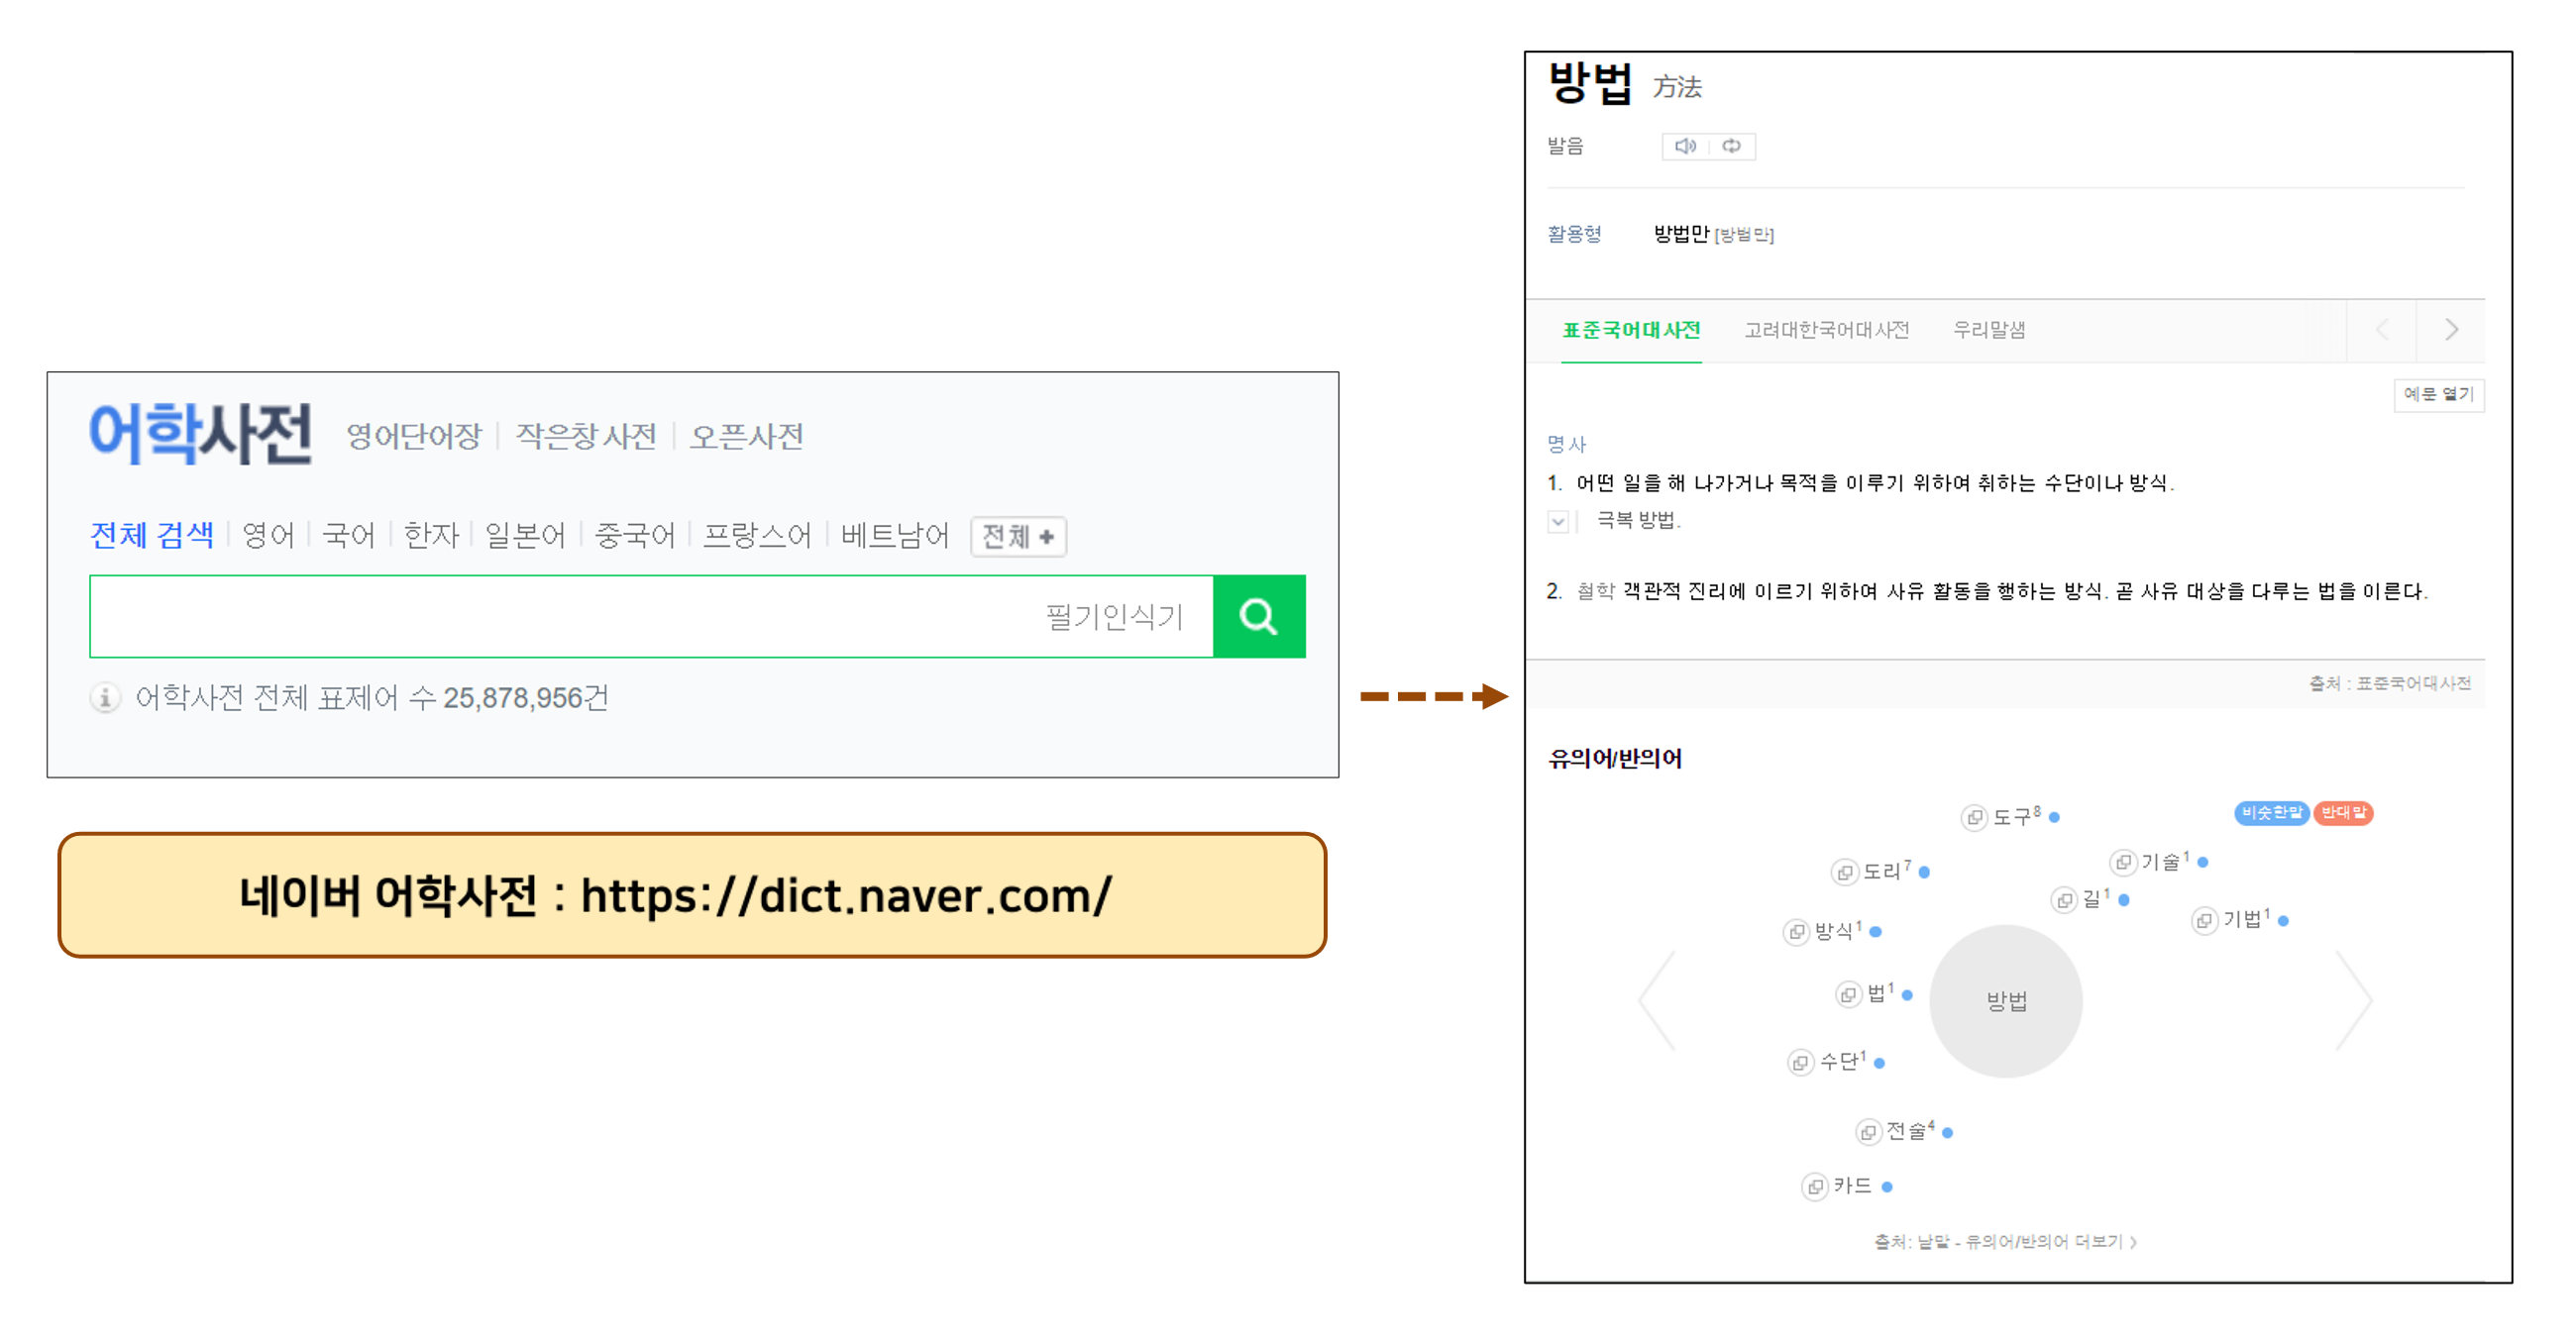 어학사전 영어단어장 작은창 사전 오픈사전
전체 검색 영어 국어 한자 일본어 중국어 프랑스어 베트남어 전체 +
필기인식기
어학사전 전체 표제어 수 25,878,956건
네이버 어학사전 : https://dict.naver.com/
방법 方法
발음
활용형 방법만 [방범만]
표준국어대사전 고려대한국어대사전 우리말샘
예문 열기
명사
1. 어떤 일을 해 나가거나 목적을 이루기 위하여 취하는 수단이나 방식.
극복 방법.
2. 철학 객관적 진리에 이르기 위하여 사유 활동을 행하는 방식. 곧 사유 대상을 다루는 법을 이른다.
출처 : 표준국어대사전
유의어/반의어
비슷한말 반대말
도구8
도리7
기술1
길1
기법1
방식1
법1
방법
수단1
전술4
카드
출처: 낱말 - 유의어/반의어 더보기 >